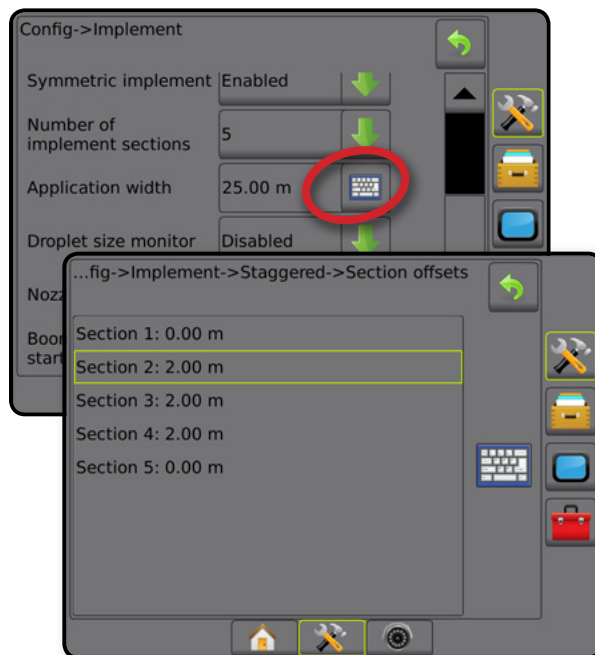 Config->Implement
Symmetric implement Enabled
Number of
implement sections 5
Application width 25.00 m
Droplet size monitor Disabled
...fig->Implement->Staggered->Section offsets
Section 1: 0.00 m
Section 2: 2.00 m
Section 3: 2.00 m
Section 4: 2.00 m
Section 5: 0.00 m